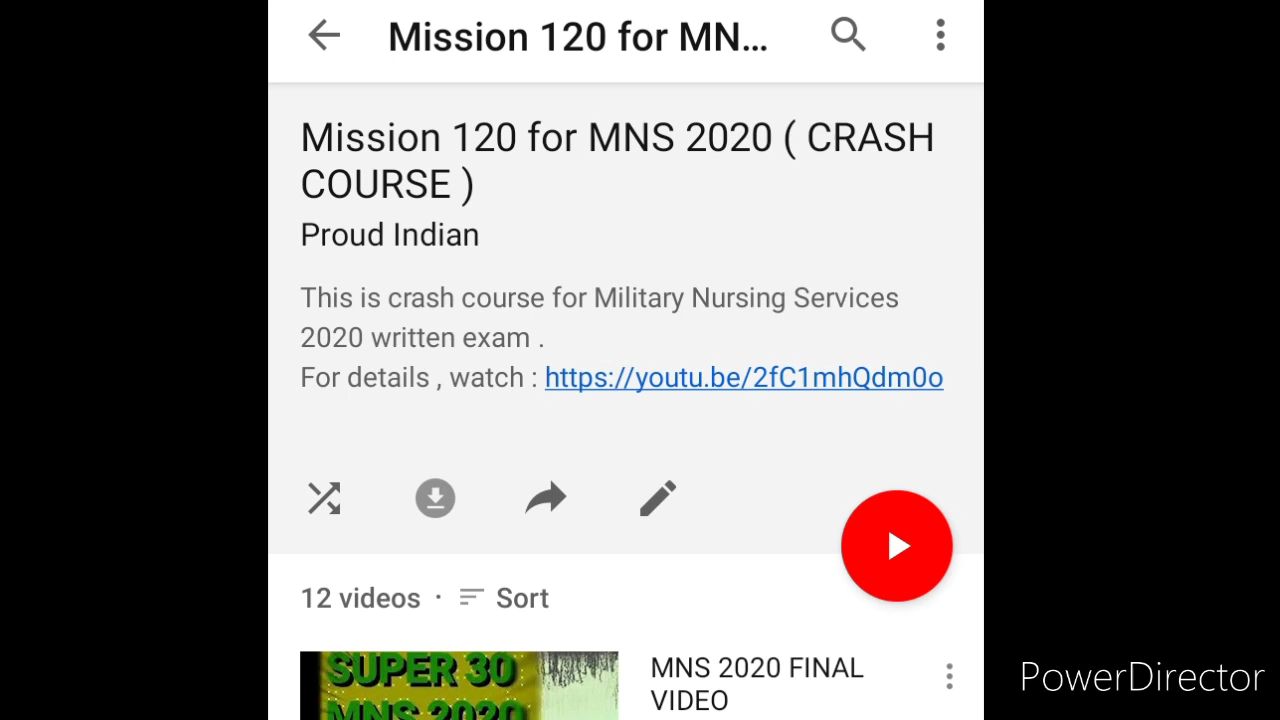 Mission 120 for MN...
Mission 120 for MNS 2020 ( CRASH
COURSE )
Proud Indian
This is crash course for Military Nursing Services
2020 written exam .
For details , watch : https://youtu.be/2fC1mhQdm0o
12 videos · Sort
SUPER 30
MNS 2020
MNS 2020 FINAL
VIDEO
PowerDirector